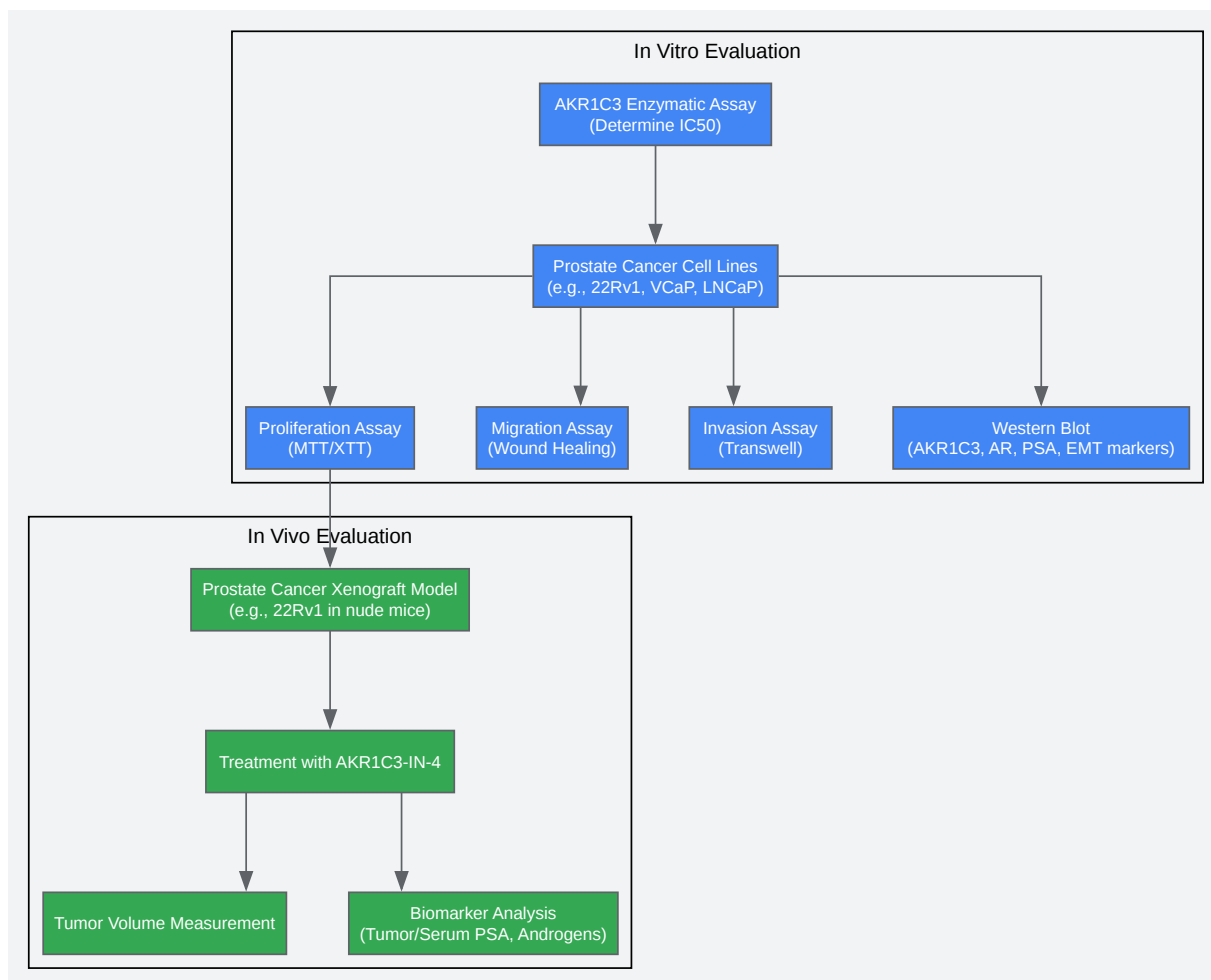 In Vitro Evaluation
AKR1C3 Enzymatic Assay
(Determine IC50)
Prostate Cancer Cell Lines
(e.g., 22Rv1, VCaP, LNCaP)
Proliferation Assay
(MTT/XTT)
Migration Assay
(Wound Healing)
Invasion Assay
(Transwell)
Western Blot
(AKR1C3, AR, PSA, EMT markers)
In Vivo Evaluation
Prostate Cancer Xenograft Model
(e.g., 22Rv1 in nude mice)
Treatment with AKR1C3-IN-4
Tumor Volume Measurement
Biomarker Analysis
(Tumor/Serum PSA, Androgens)